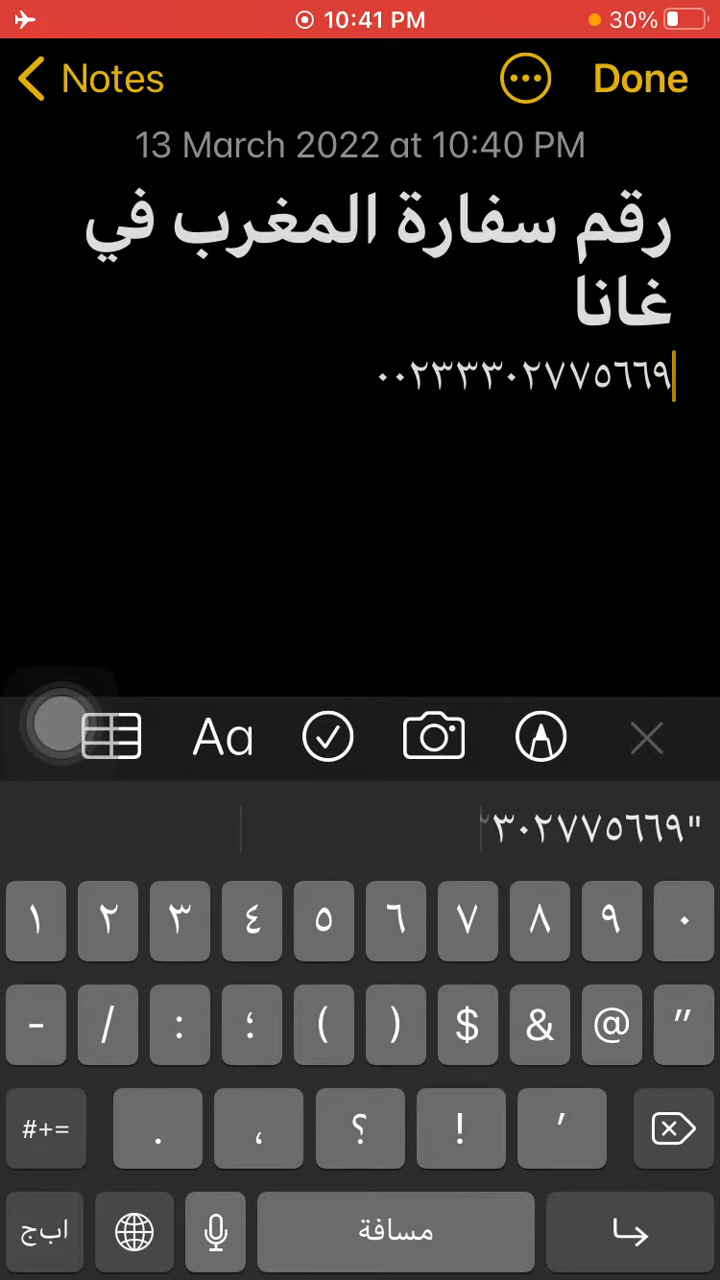 10:41 PM
30%
Notes
Done
13 March 2022 at 10:40 PM
رقم سفارة المغرب في
غانا
٠٠٢٣٣٣٠٢٧٧٥٦٦٩
Aa
٣٠٢٧٧٥٦٦٩"
١ ٢ ٣ ٤ ٥ ٦ ٧ ٨ ٩ ٠
- / : ؛ ( ) $ & @ "
#+= . ، ؟ ! '
اب‌ج مسافة